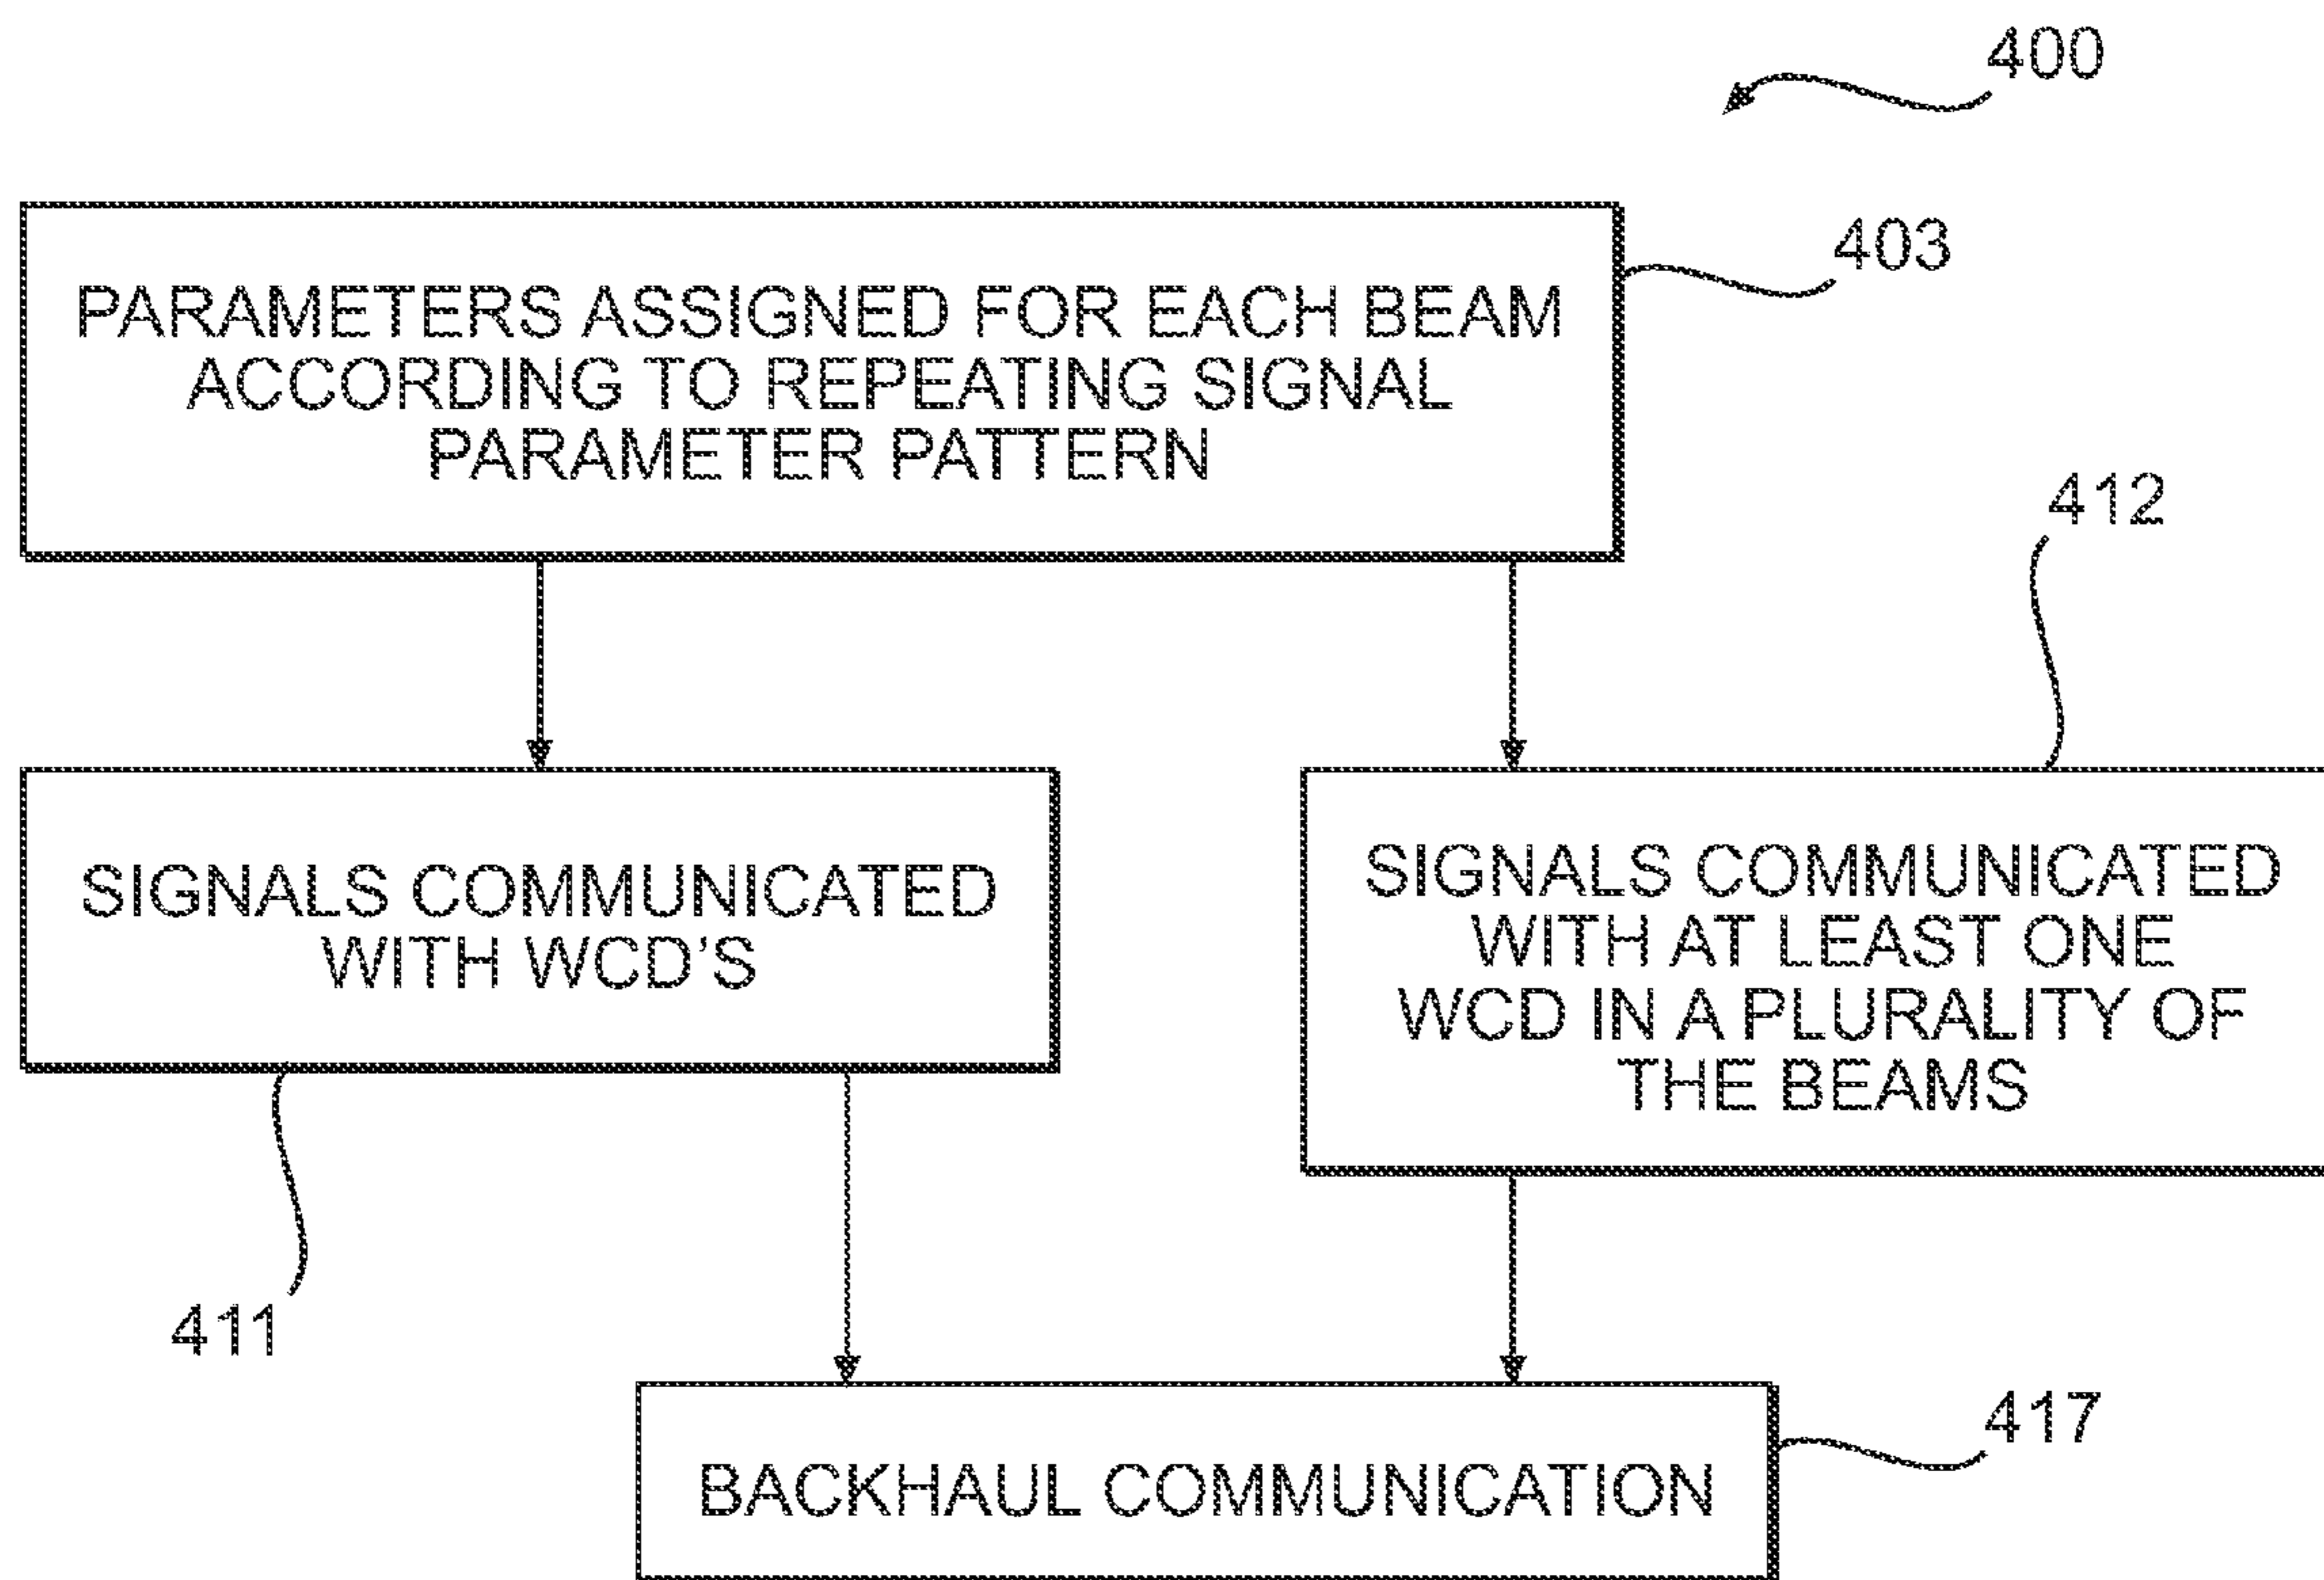 400
PARAMETERS ASSIGNED FOR EACH BEAM
ACCORDING TO REPEATING SIGNAL
PARAMETER PATTERN
403
412
SIGNALS COMMUNICATED
WITH WCD'S
SIGNALS COMMUNICATED
WITH AT LEAST ONE
WCD IN A PLURALITY OF
THE BEAMS
411
BACKHAUL COMMUNICATION
417